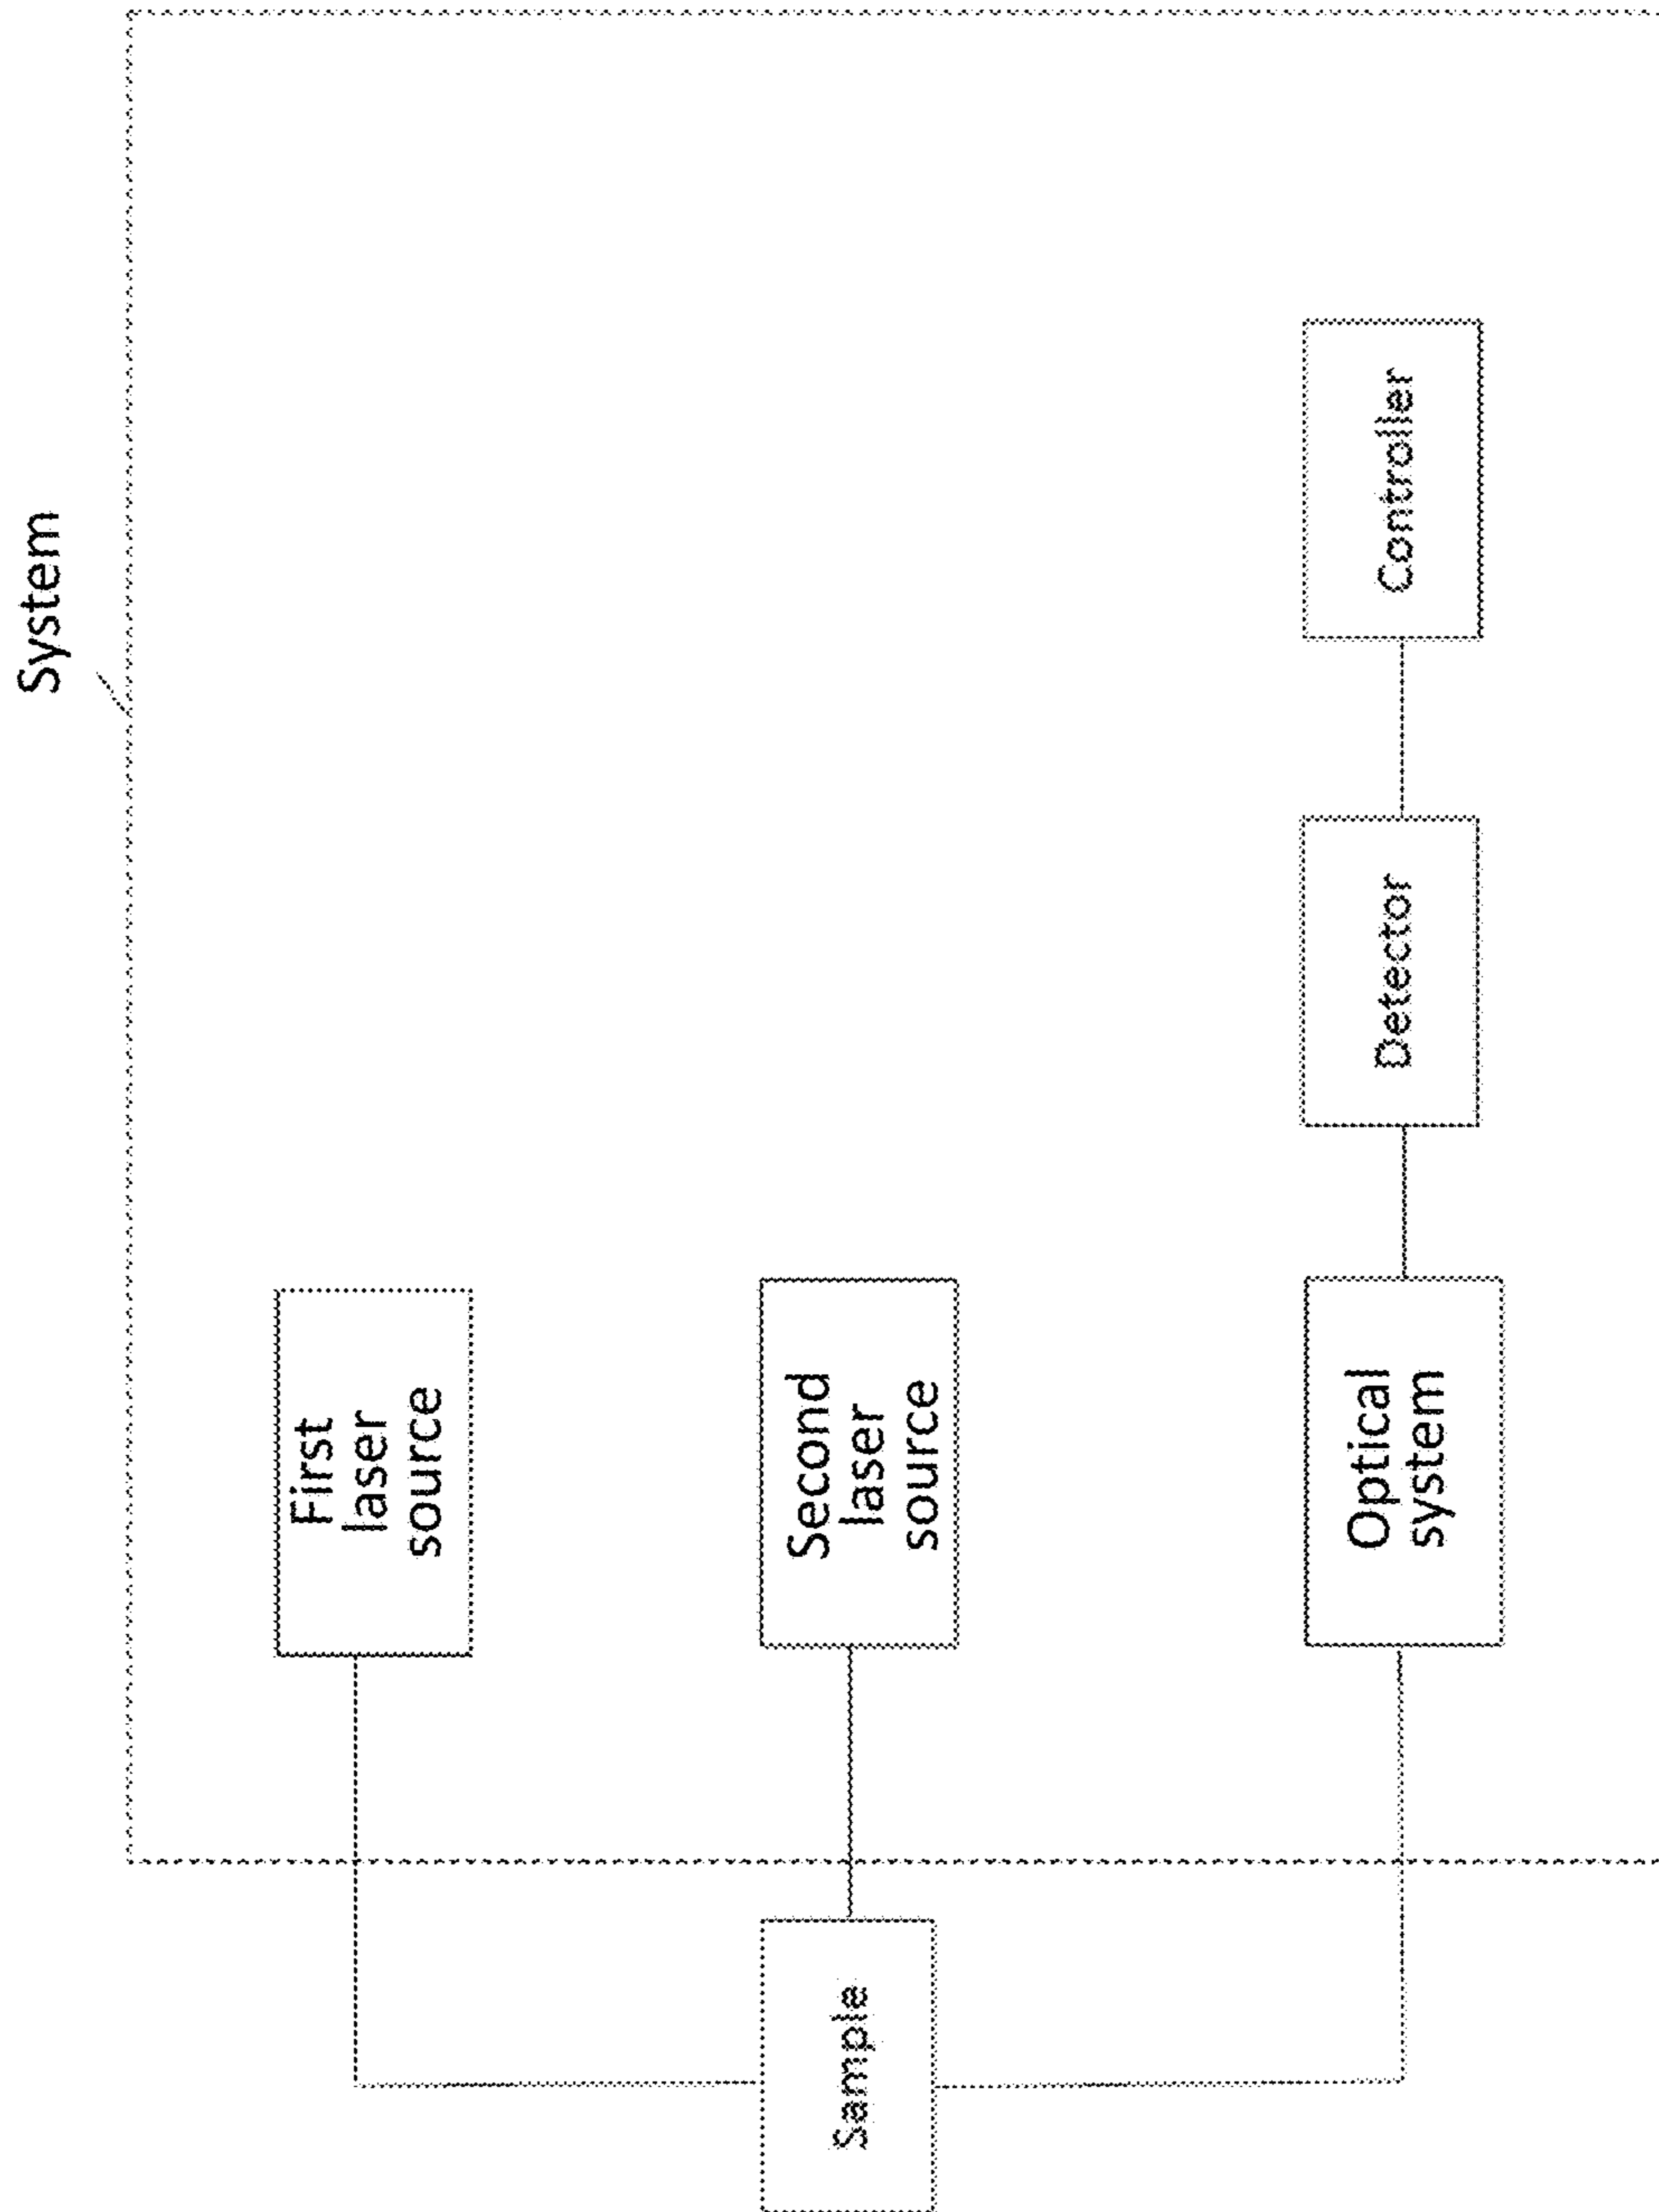 System
First
laser
source
Second
laser
source
Sample
Optical
system
Detector
Controller